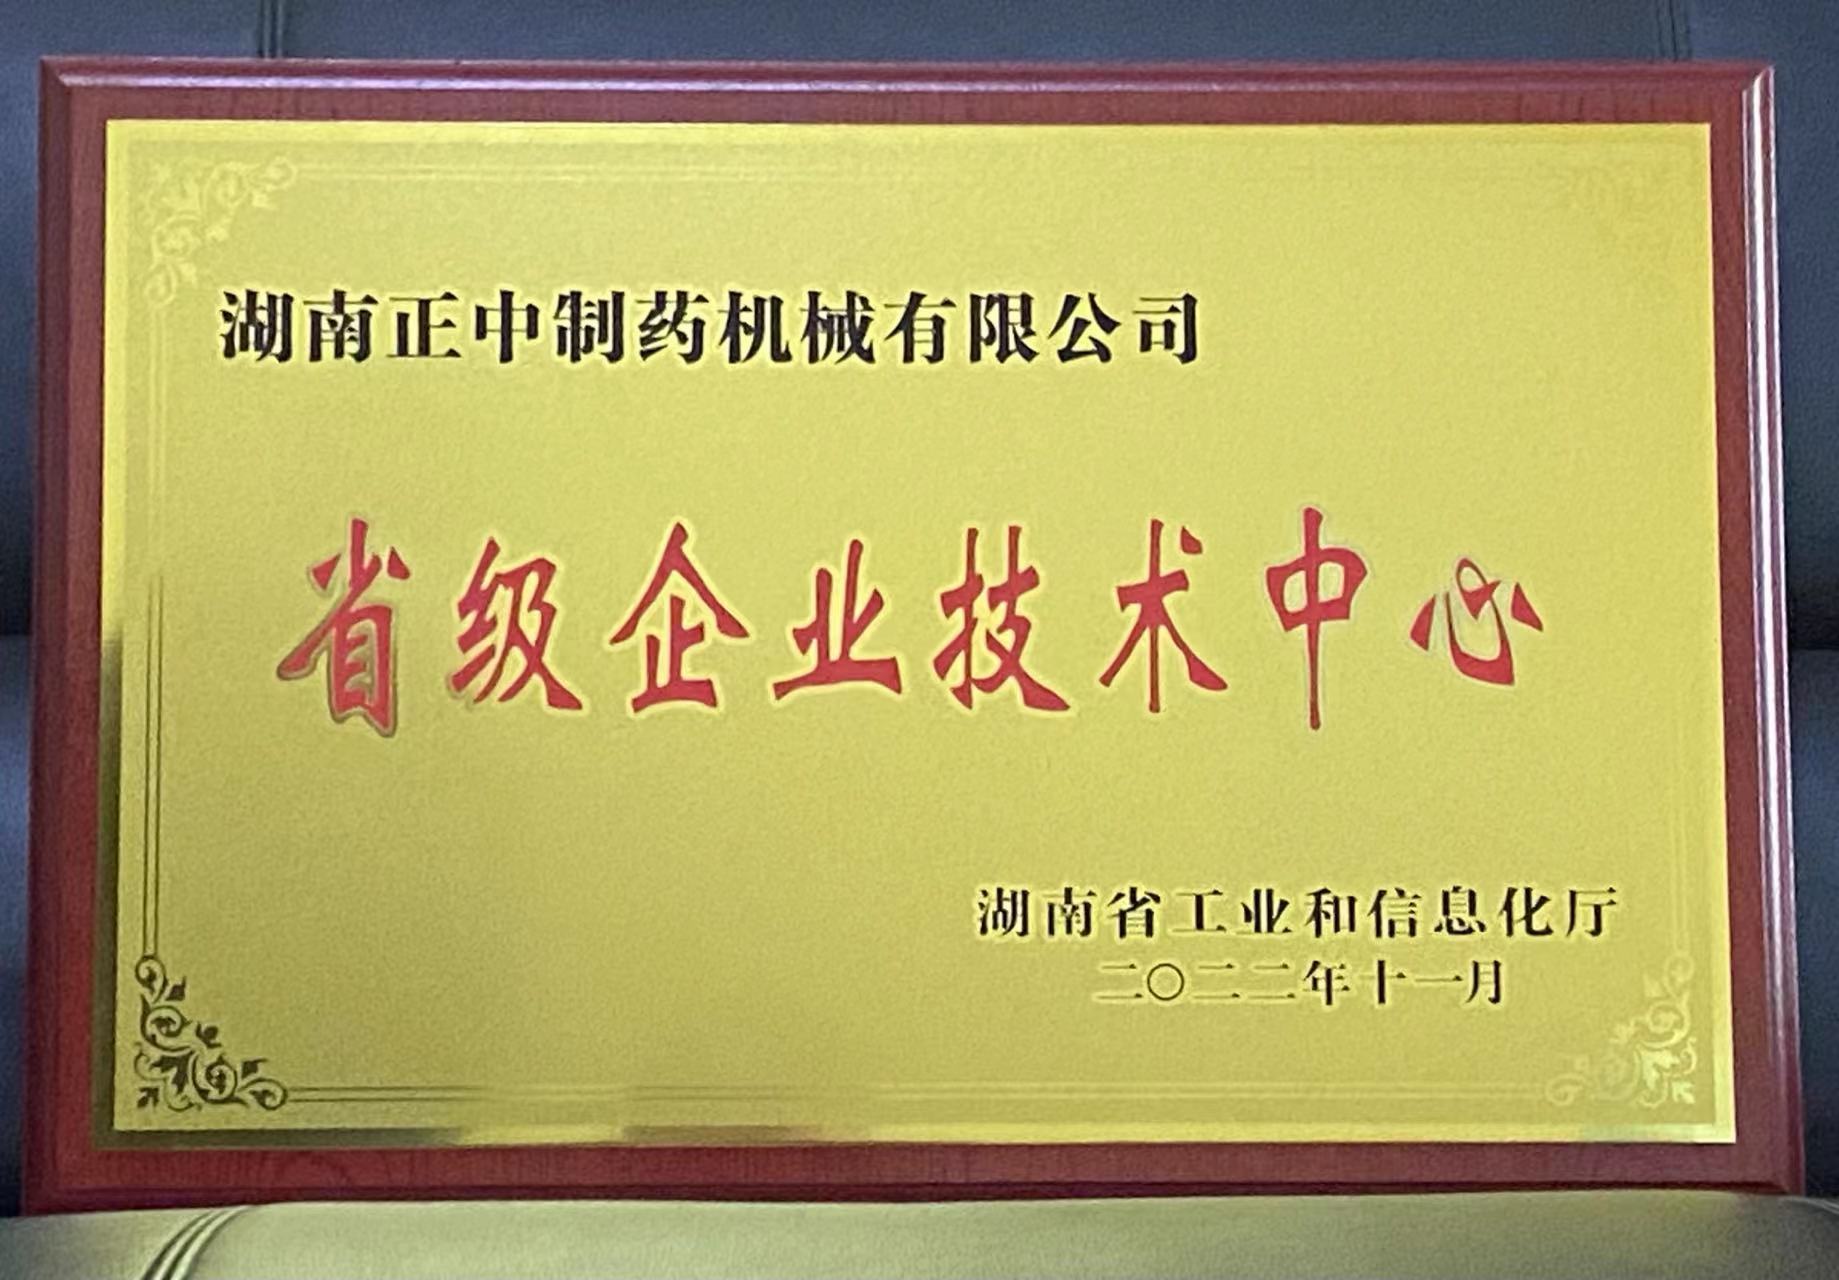 湖南正中制药机械有限公司
省级企业技术中心
湖南省工业和信息化厅
二〇二二年十一月